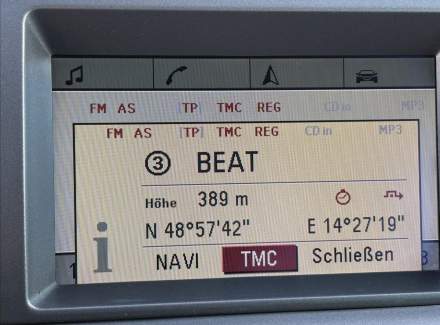 FM AS [TP] TMC REG CD in MP3
FM AS [TP] TMC REG CD in MP3
3 BEAT
Höhe 389 m
N 48°57'42" E 14°27'19"
i
NAVI TMC Schließen